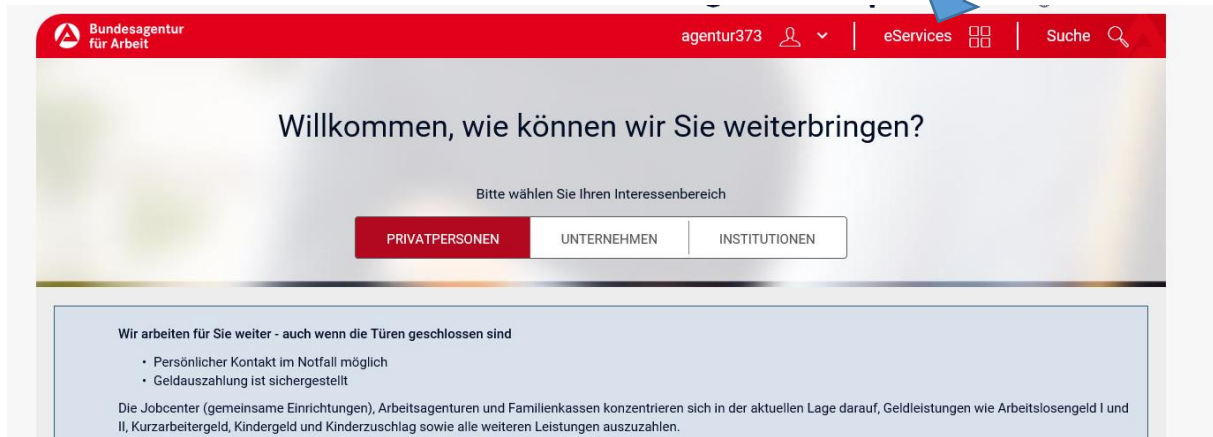 Bundesagentur
für Arbeit
agentur373
eServices
Suche
Willkommen, wie können wir Sie weiterbringen?
Bitte wählen Sie Ihren Interessenbereich
PRIVATPERSONEN
UNTERNEHMEN
INSTITUTIONEN
Wir arbeiten für Sie weiter - auch wenn die Türen geschlossen sind
• Persönlicher Kontakt im Notfall möglich
• Geldauszahlung ist sichergestellt
Die Jobcenter (gemeinsame Einrichtungen), Arbeitsagenturen und Familienkassen konzentrieren sich in der aktuellen Lage darauf, Geldleistungen wie Arbeitslosengeld I und
II, Kurzarbeitergeld, Kindergeld und Kinderzuschlag sowie alle weiteren Leistungen auszuzahlen.